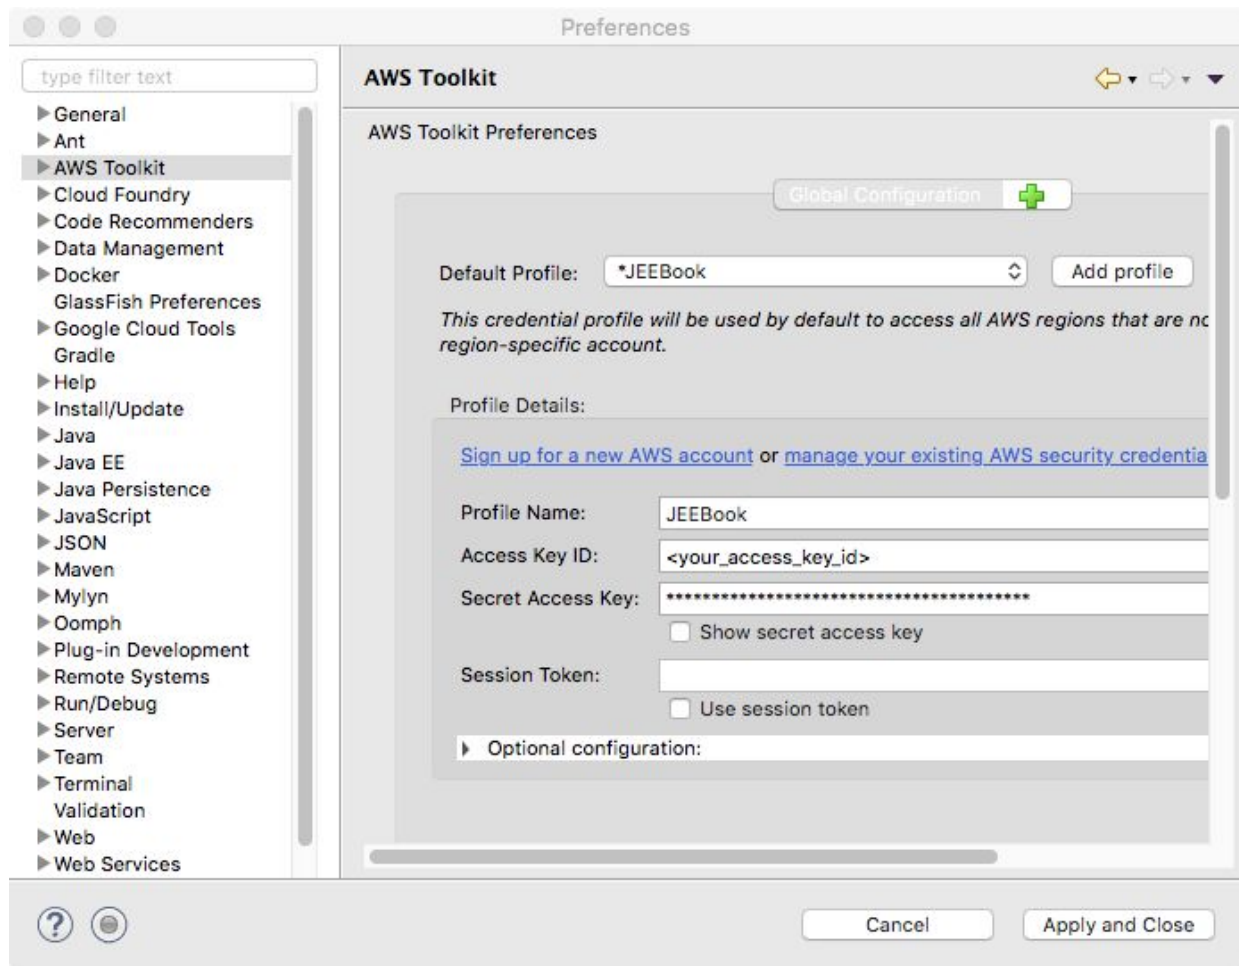 Preferences
type filter text
General
Ant
AWS Toolkit
Cloud Foundry
Code Recommenders
Data Management
Docker
GlassFish Preferences
Google Cloud Tools
Gradle
Help
Install/Update
Java
Java EE
Java Persistence
JavaScript
JSON
Maven
Mylyn
Oomph
Plug-in Development
Remote Systems
Run/Debug
Server
Team
Terminal
Validation
Web
Web Services
AWS Toolkit
AWS Toolkit Preferences
Global Configuration
Default Profile: *JEEBook Add profile
This credential profile will be used by default to access all AWS regions that are no
region-specific account.
Profile Details:
Sign up for a new AWS account or manage your existing AWS security credentia
Profile Name: JEEBook
Access Key ID: <your_access_key_id>
Secret Access Key: ****************************************
Show secret access key
Session Token:
Use session token
Optional configuration:
? Cancel Apply and Close